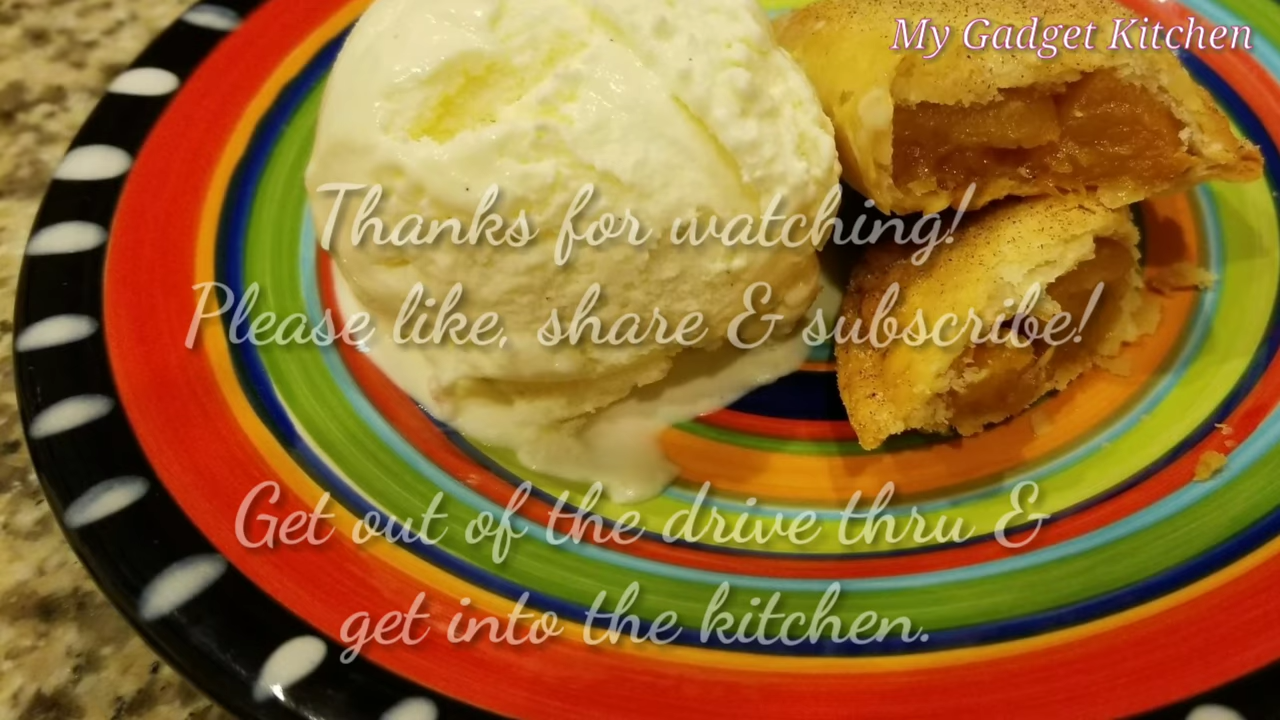 My Gadget Kitchen
Thanks for watching!
Please like, share & subscribe!
Get out of the drive thru &
get into the kitchen.